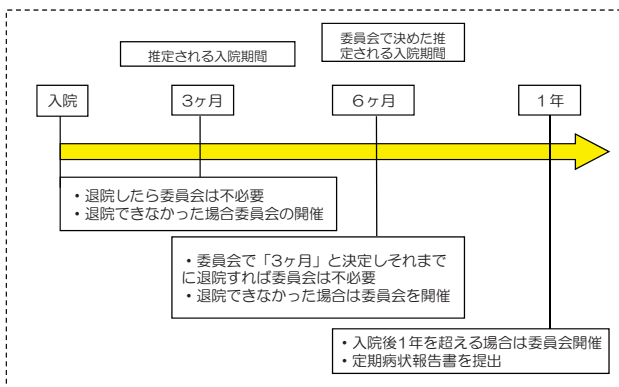 推定される入院期間
委員会で決めた推
定される入院期間
入院
3ヶ月
6ヶ月
1年
・退院したら委員会は不必要
・退院できなかった場合委員会の開催
・委員会で「3ヶ月」と決定しそれまで
に退院すれば委員会は不必要
・退院できなかった場合は委員会を開催
・入院後1年を超える場合は委員会開催
・定期病状報告書を提出